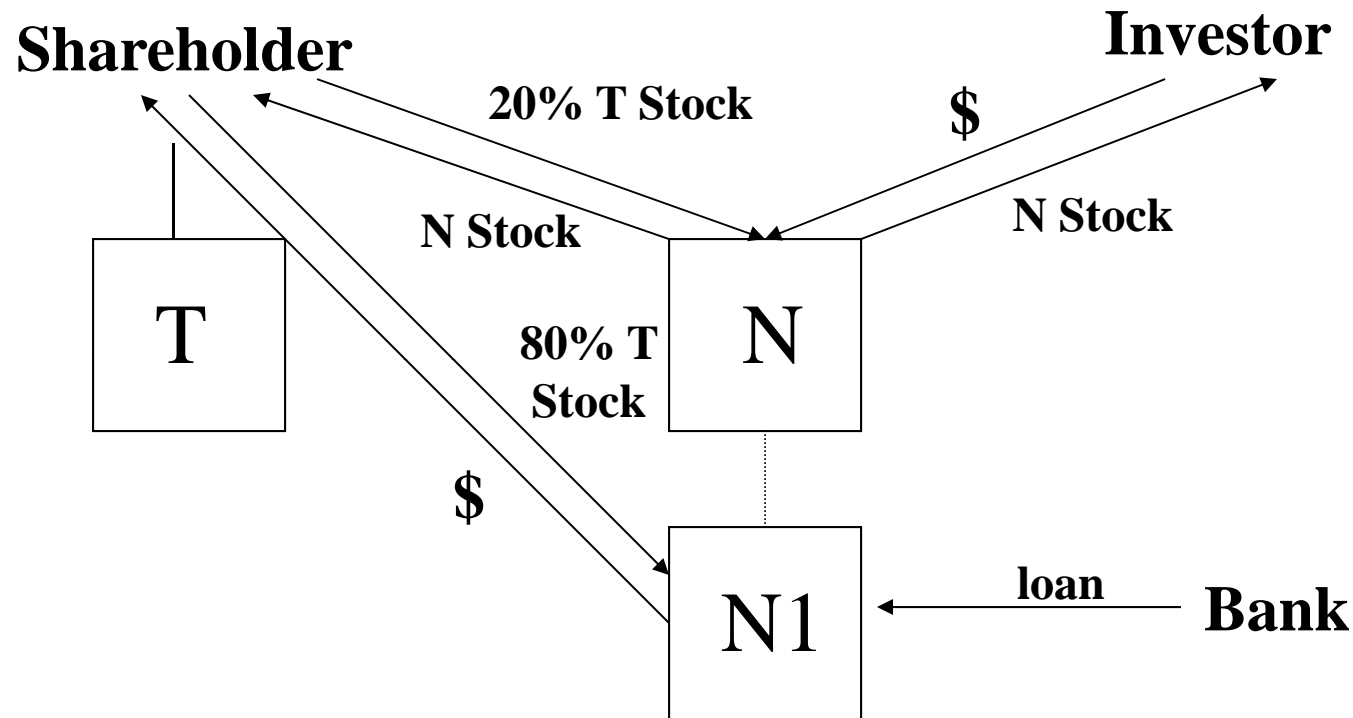 Shareholder
Investor
20% T Stock
$
N Stock
N Stock
T
80% T
Stock
N
$
N1
loan
Bank